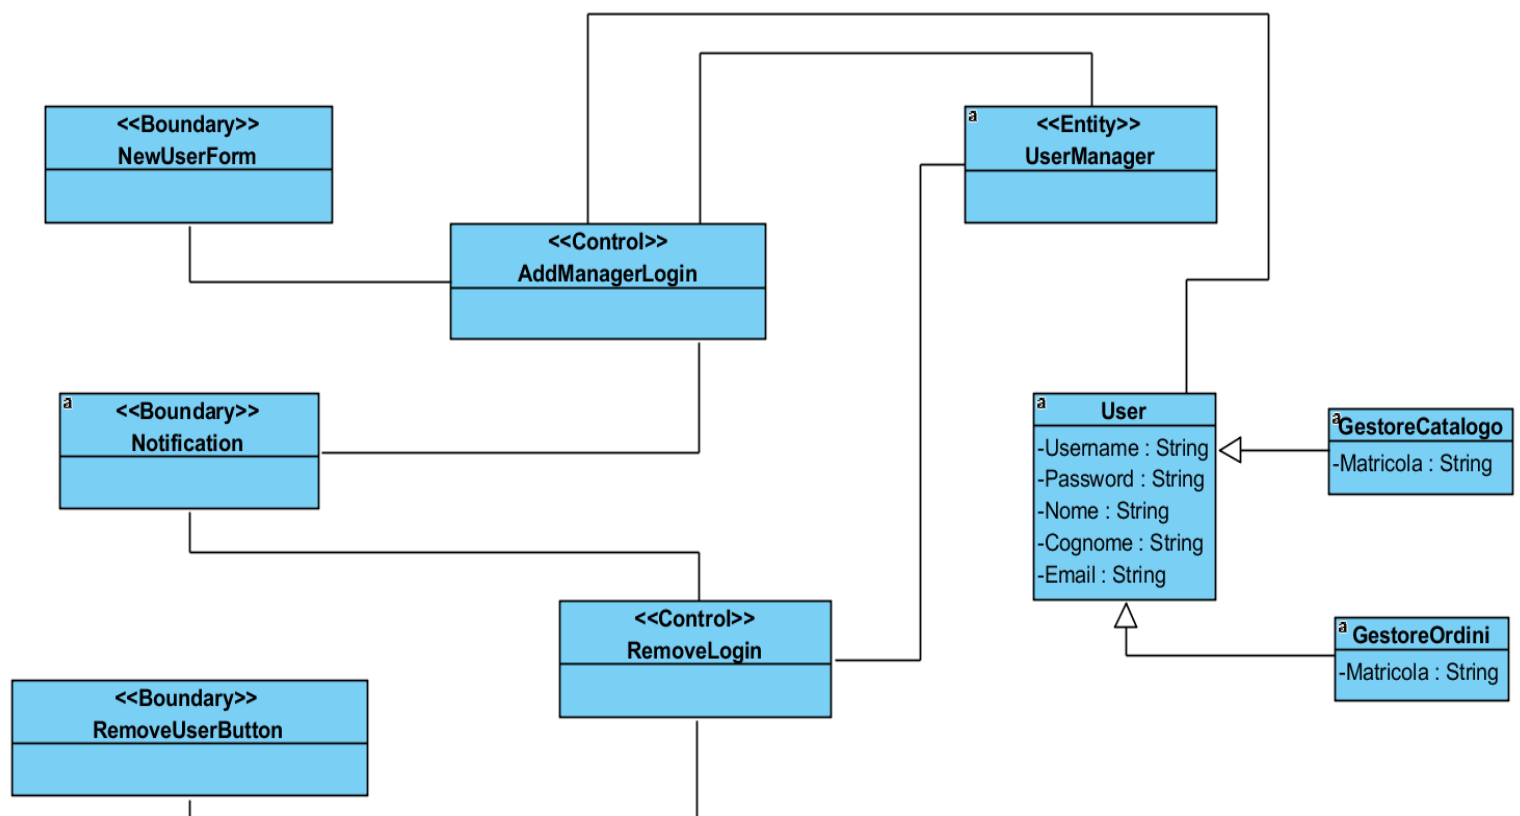 <<Boundary>>
NewUserForm
a
<<Entity>>
UserManager
<<Control>>
AddManagerLogin
a
<<Boundary>>
Notification
a
User
-Username : String
-Password : String
-Nome : String
-Cognome : String
-Email : String
a
GestoreCatalogo
-Matricola : String
<<Control>>
RemoveLogin
a
GestoreOrdini
-Matricola : String
<<Boundary>>
RemoveUserButton